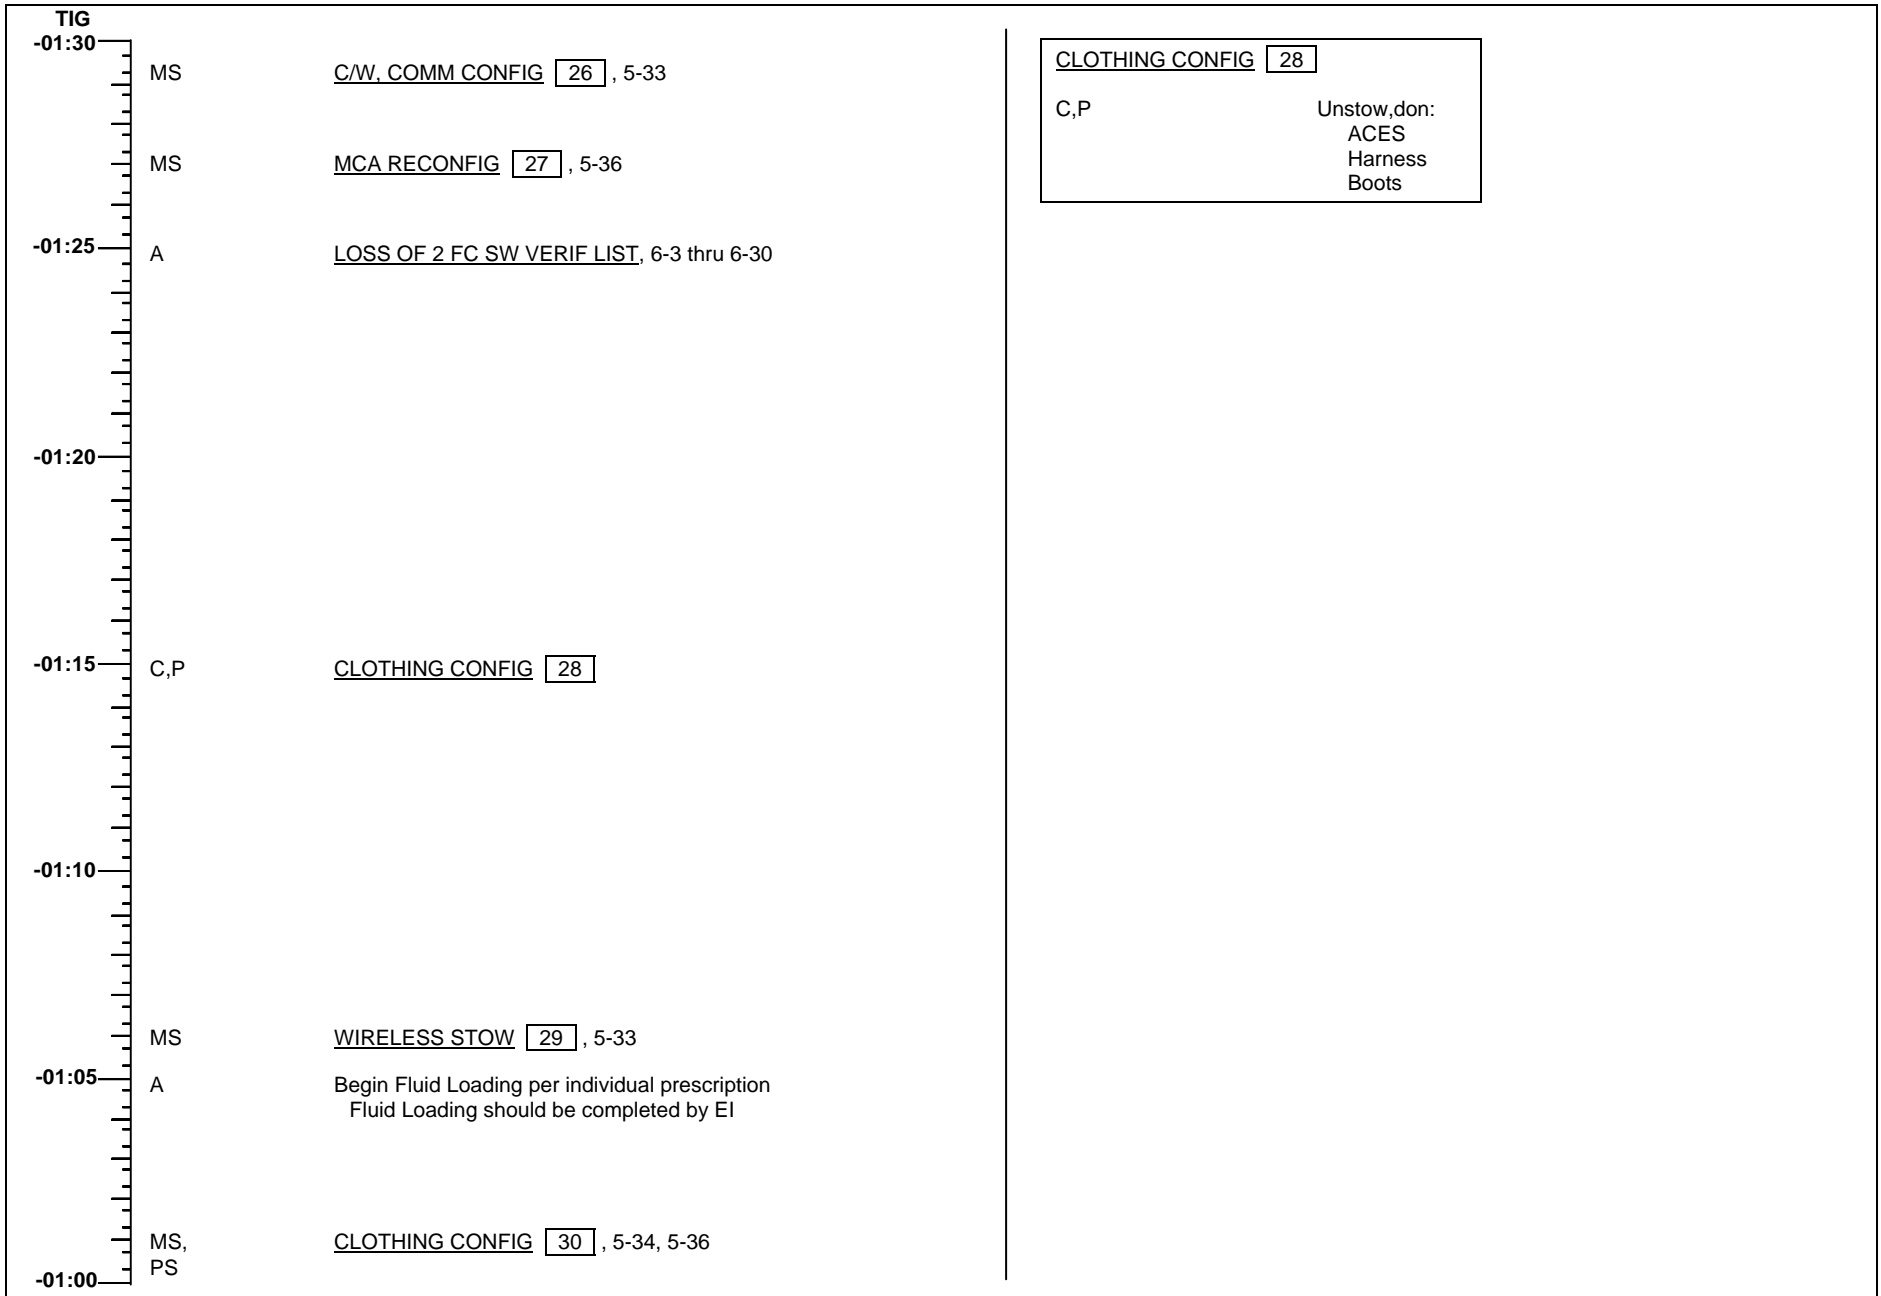 TIG
-01:30
MS C/W, COMM CONFIG 26 , 5-33
MS MCA RECONFIG 27 , 5-36
-01:25
A LOSS OF 2 FC SW VERIF LIST, 6-3 thru 6-30
-01:20
-01:15
C,P CLOTHING CONFIG 28
-01:10
MS WIRELESS STOW 29 , 5-33
-01:05
A Begin Fluid Loading per individual prescription
Fluid Loading should be completed by EI
MS, CLOTHING CONFIG 30 , 5-34, 5-36
PS
-01:00
CLOTHING CONFIG 28
C,P Unstow,don:
ACES
Harness
Boots